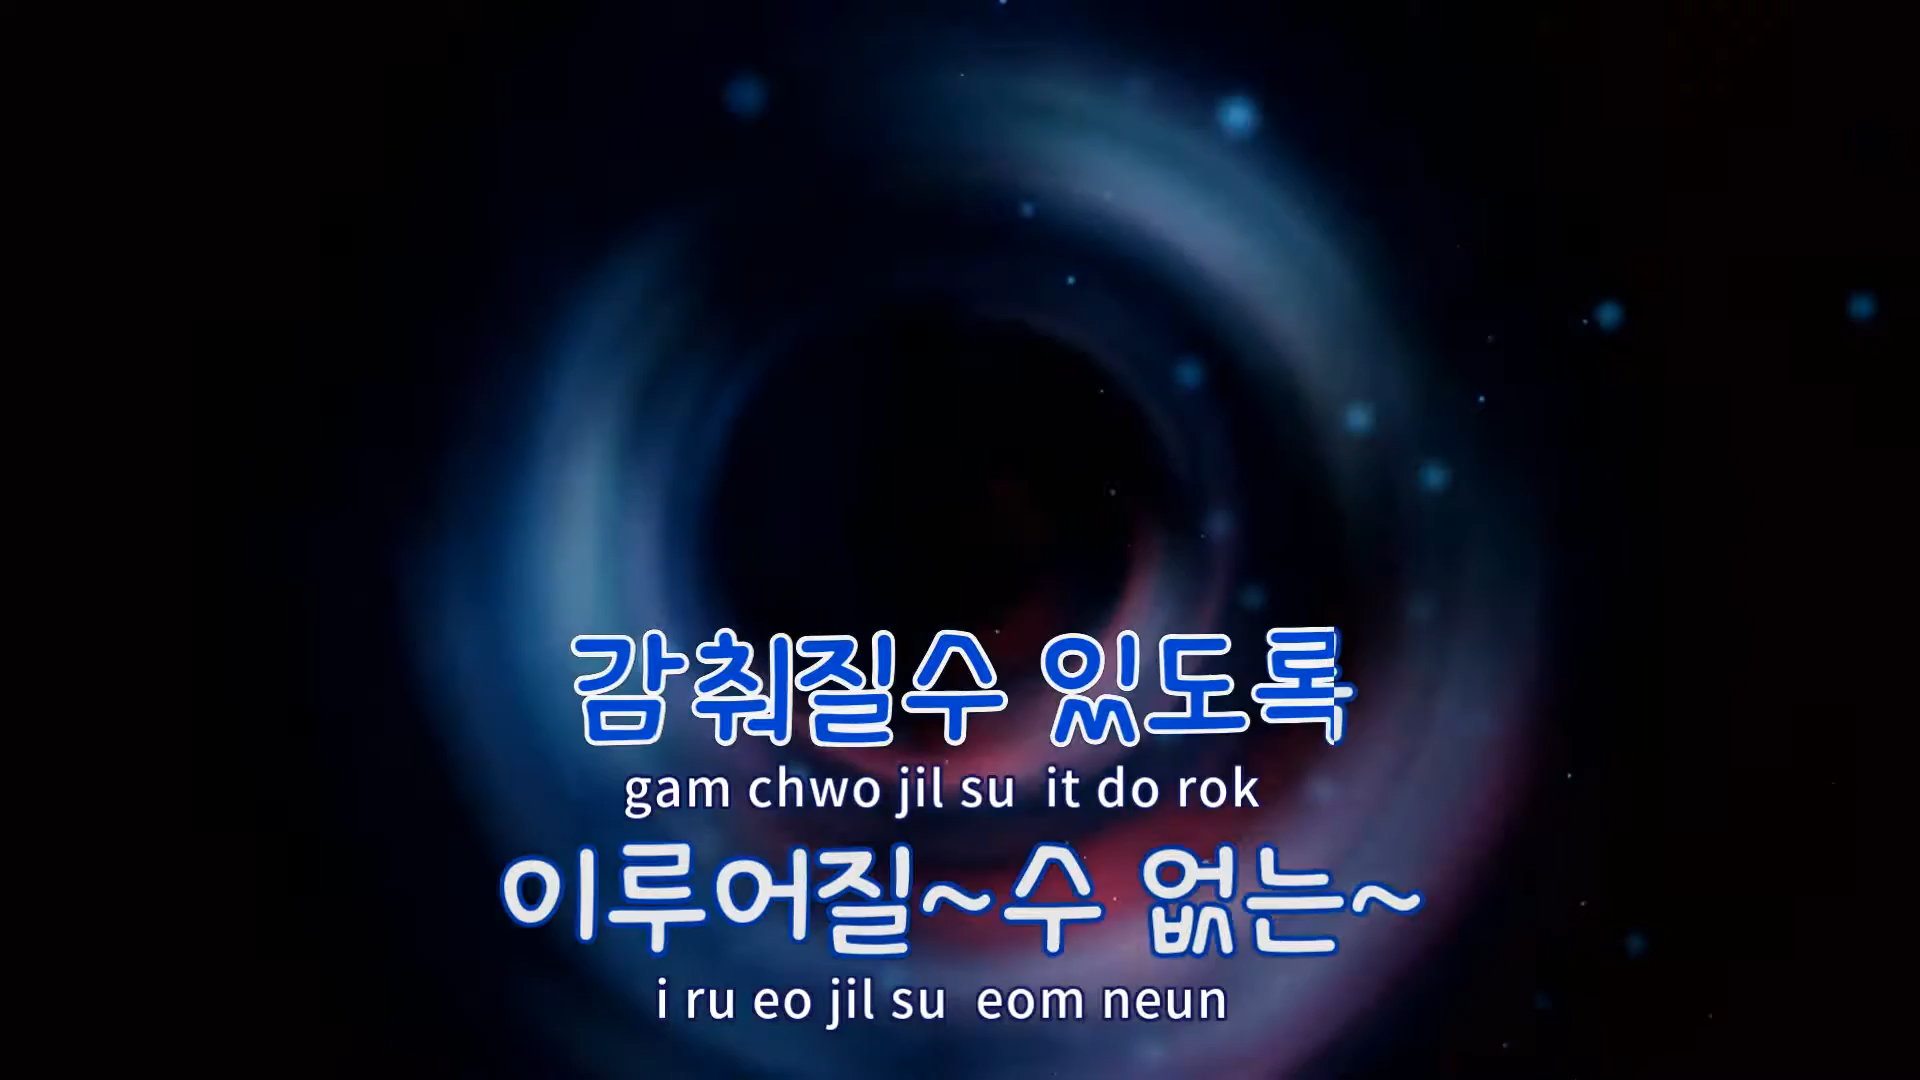 감춰질수 있도록
gam chwo jil su it do rok
이루어질~수 없는~
i ru eo jil su eom neun